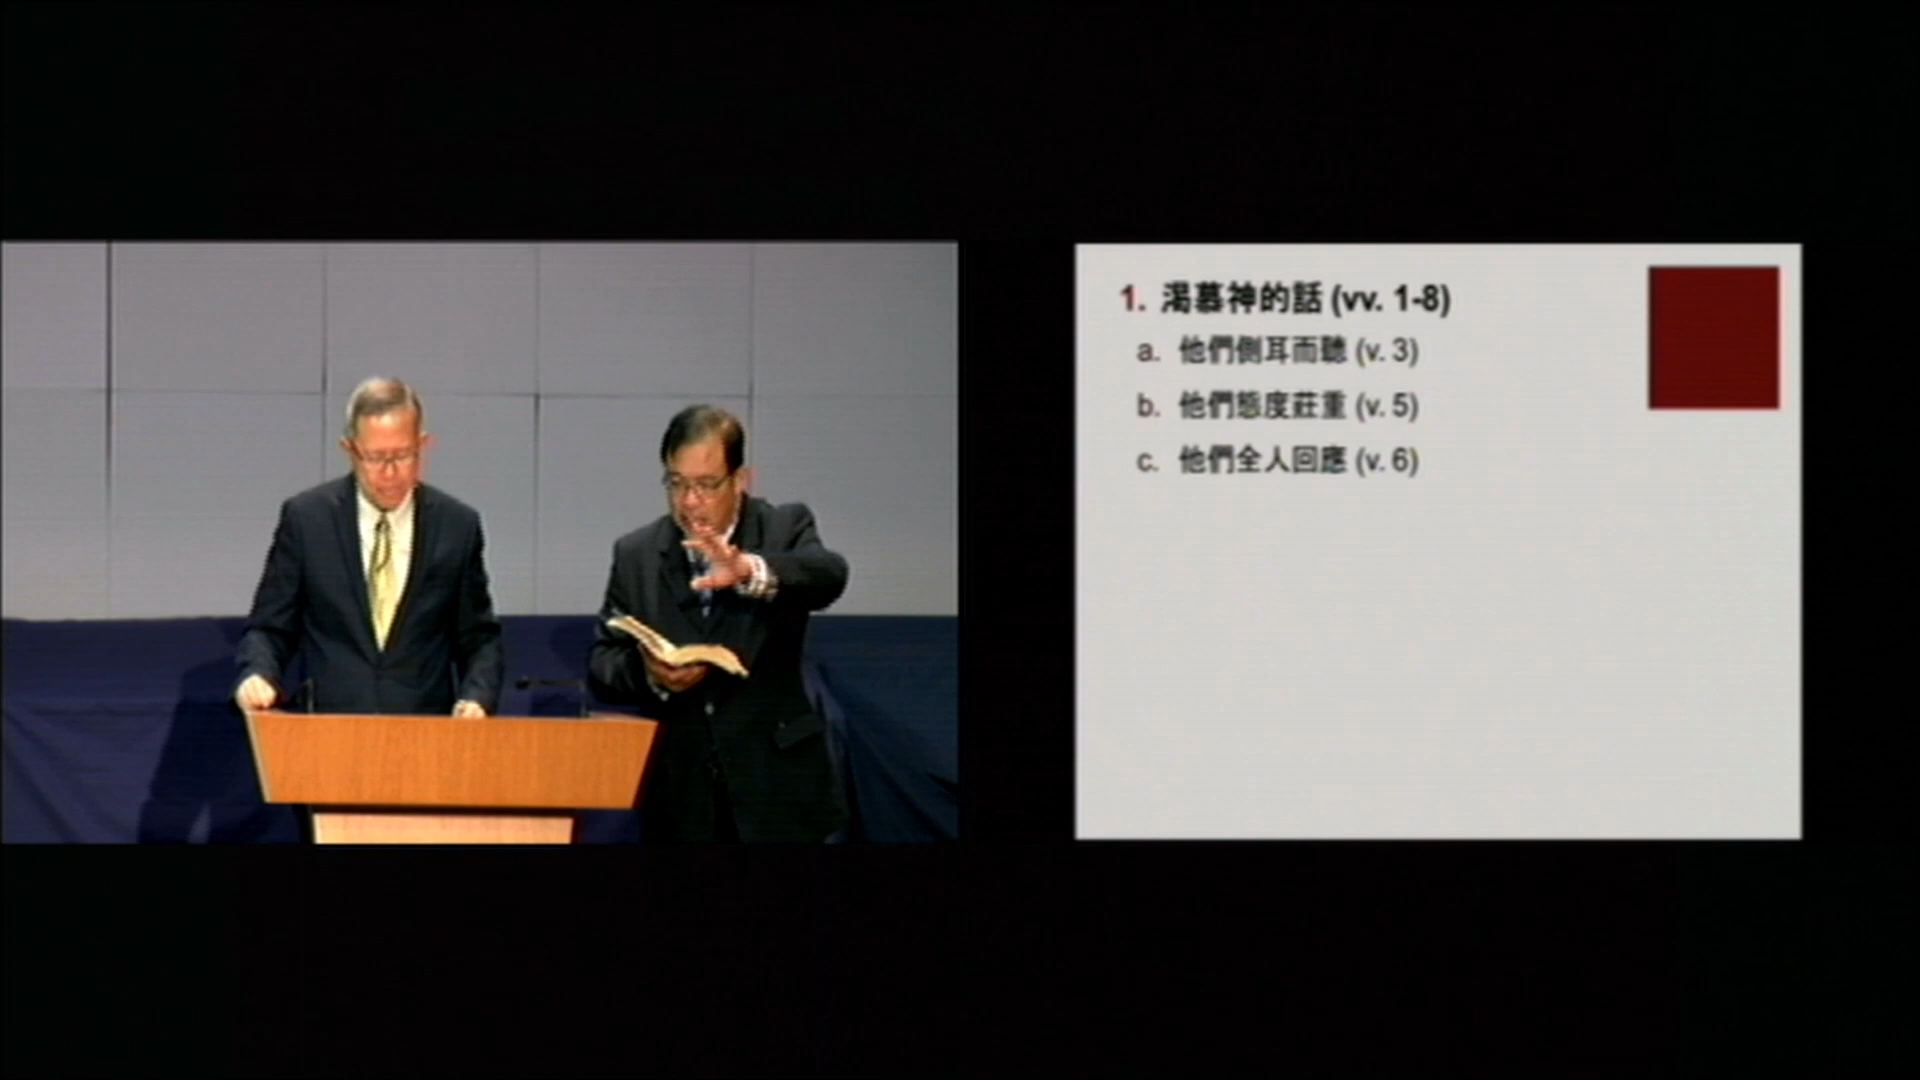 1. 渴慕神的話 (vv. 1-8)
a. 他們側耳而聽 (v. 3)
b. 他們態度莊重 (v. 5)
c. 他們全人回應 (v. 6)